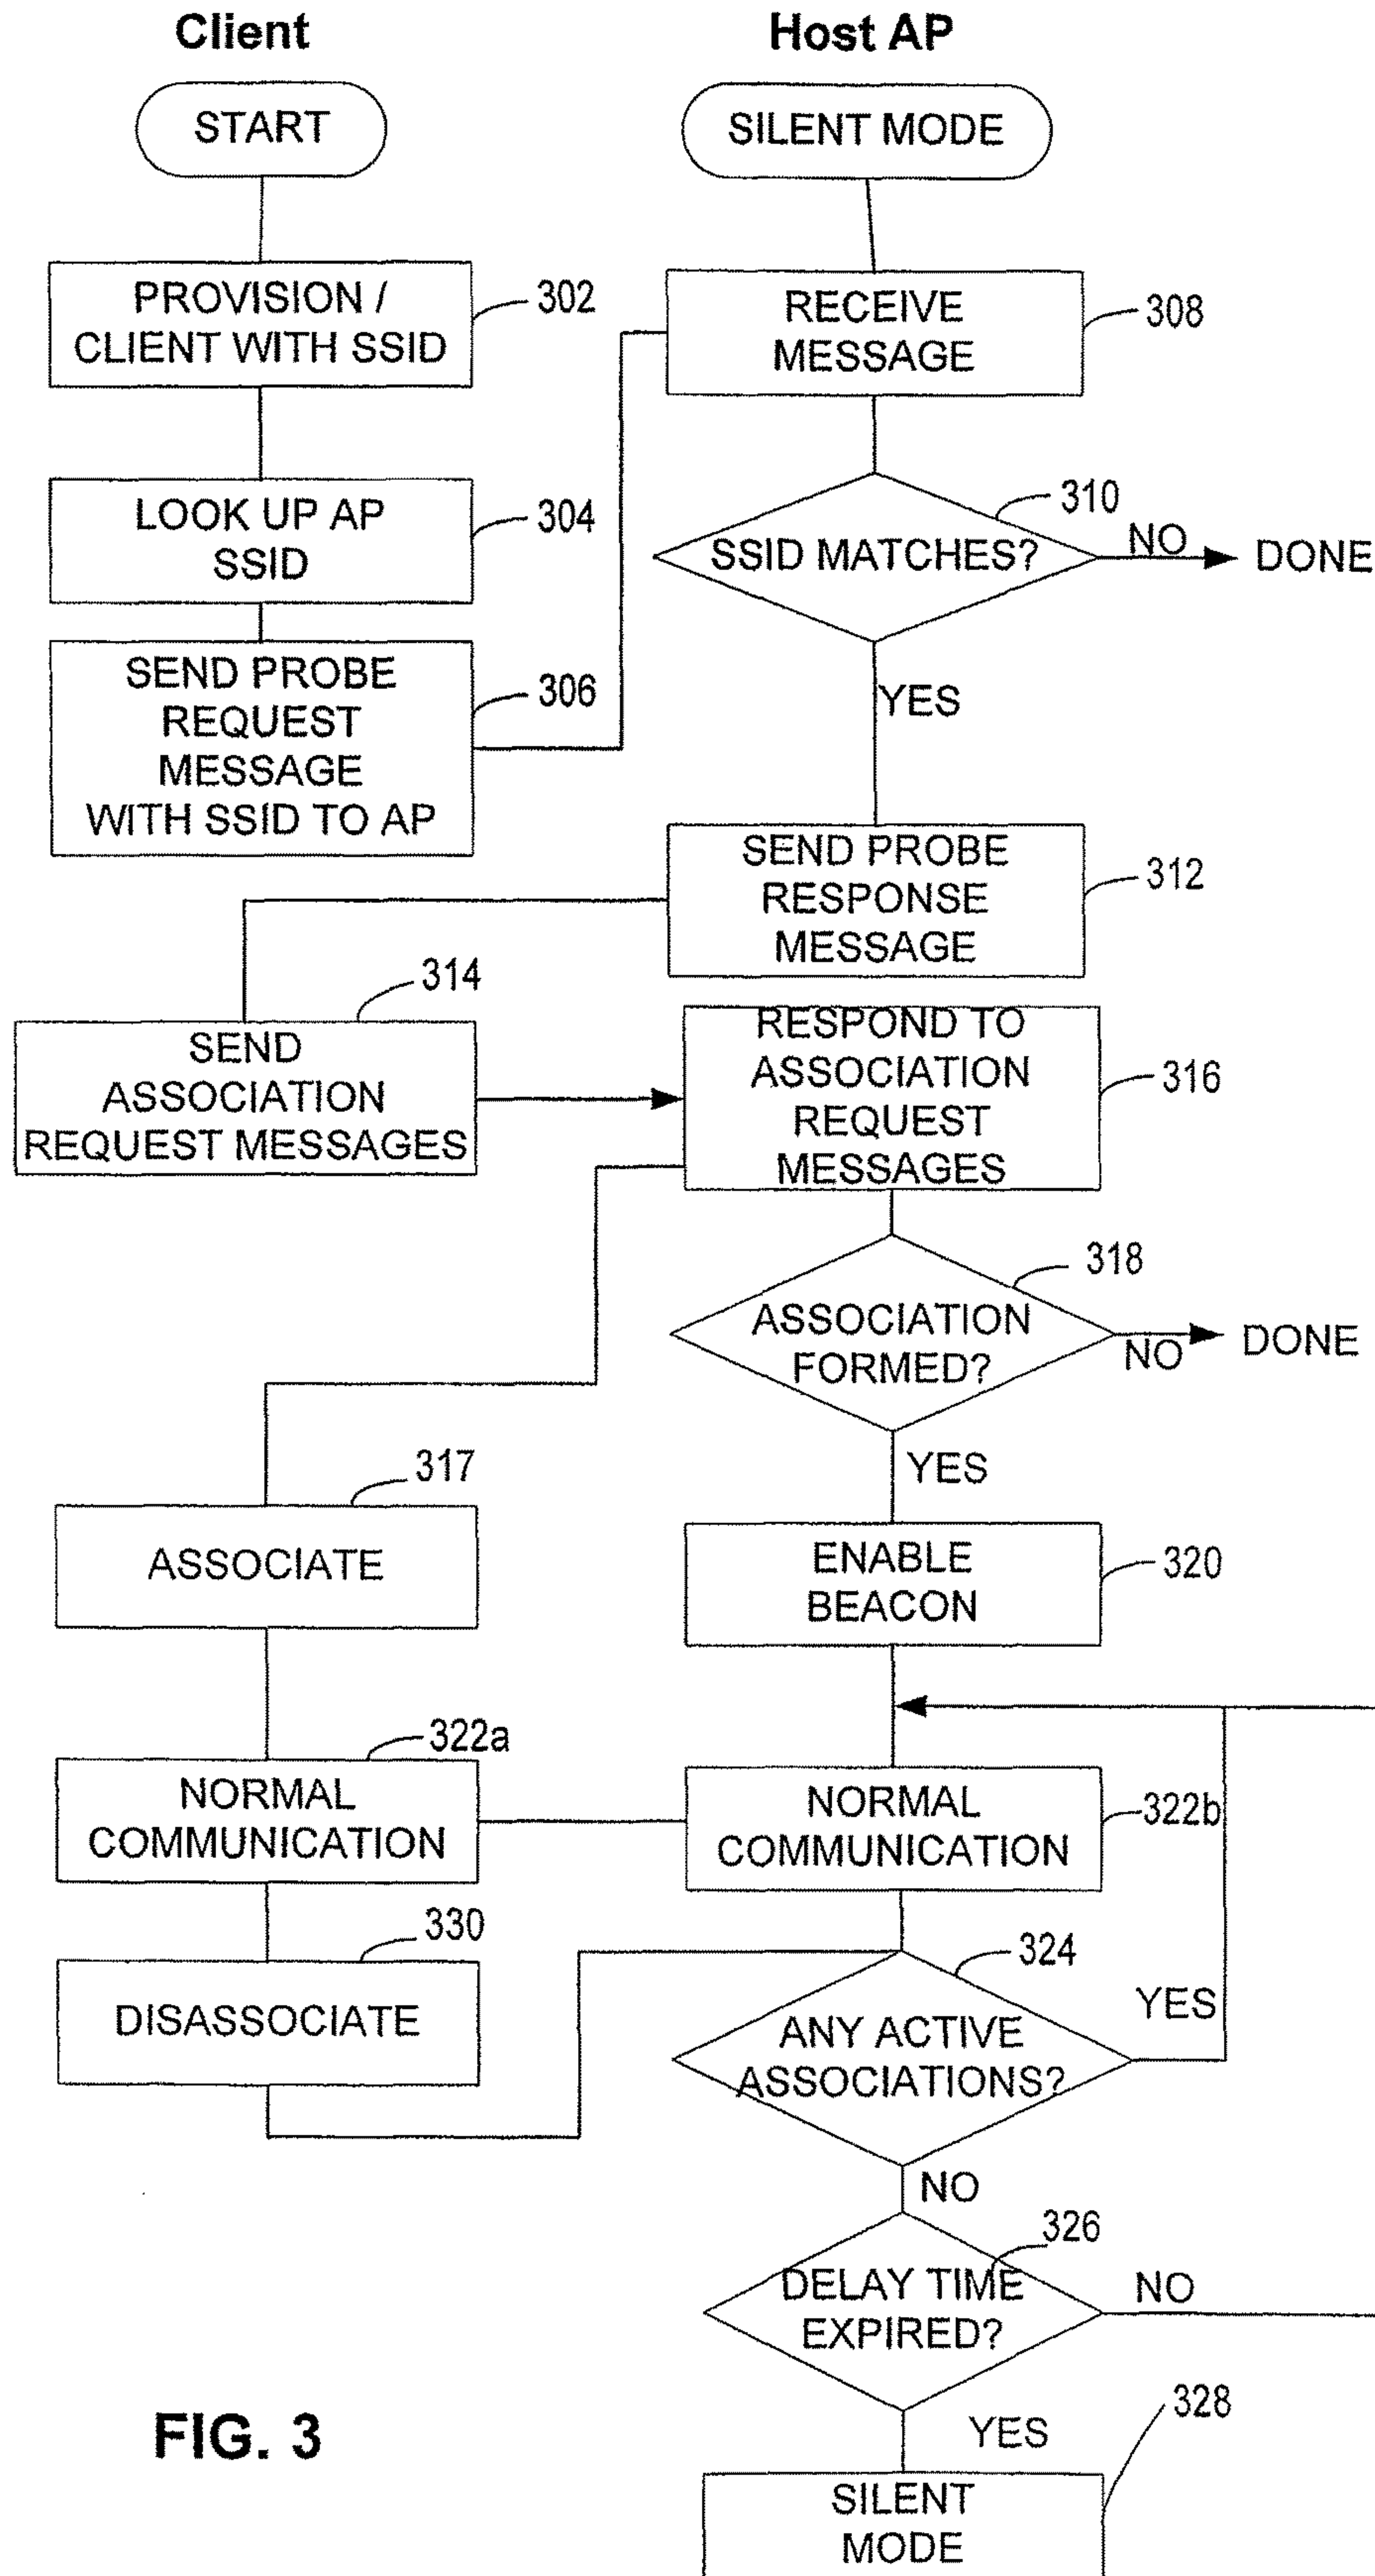 Client
Host AP
START
SILENT MODE
PROVISION /
CLIENT WITH SSID
302
RECEIVE
MESSAGE
308
LOOK UP AP
SSID
304
SSID MATCHES?
310
NO
DONE
SEND PROBE
REQUEST
MESSAGE
WITH SSID TO AP
306
YES
SEND PROBE
RESPONSE
MESSAGE
312
314
SEND
ASSOCIATION
REQUEST MESSAGES
RESPOND TO
ASSOCIATION
REQUEST
MESSAGES
316
318
ASSOCIATION
FORMED?
NO
DONE
YES
317
ASSOCIATE
ENABLE
BEACON
320
322a
NORMAL
COMMUNICATION
NORMAL
COMMUNICATION
322b
330
DISASSOCIATE
324
ANY ACTIVE
ASSOCIATIONS?
YES
NO
326
DELAY TIME
EXPIRED?
NO
YES
328
SILENT
MODE
FIG. 3